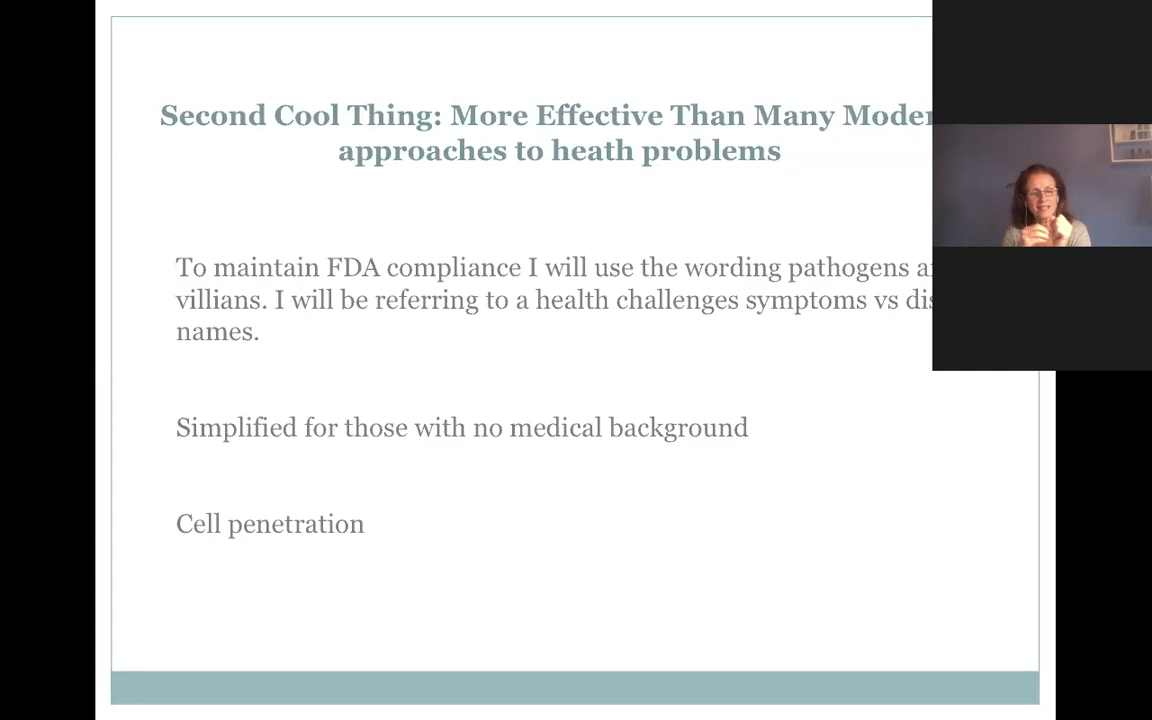 Second Cool Thing: More Effective Than Many
approaches to heath problems
To maintain FDA compliance I will use the wording pathogens
villians. I will be referring to a health challenges symptoms vs
names.
Simplified for those with no medical background
Cell penetration